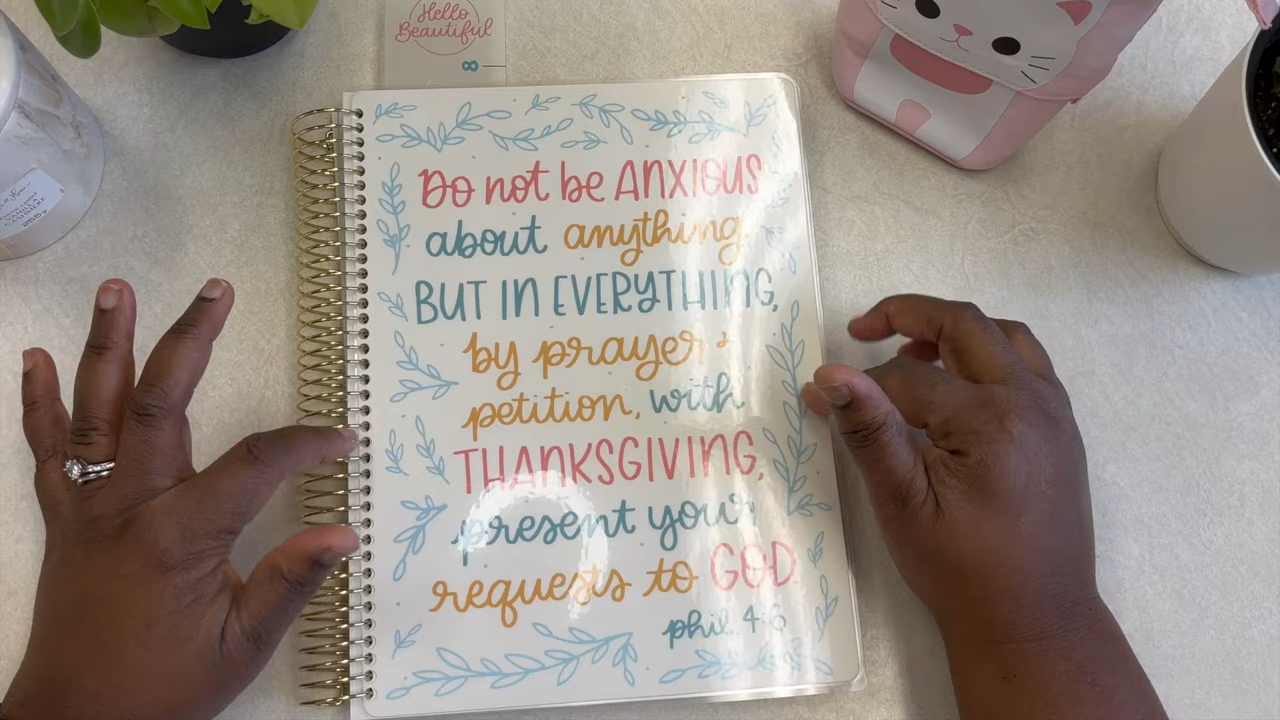 Hello
Beautiful
8
Do not be ANXIOUS
about anything
BUT IN EVERYTHING,
by prayer +
petition, with
THANKSGIVING,
present your
requests to GOD.
phil 4:6